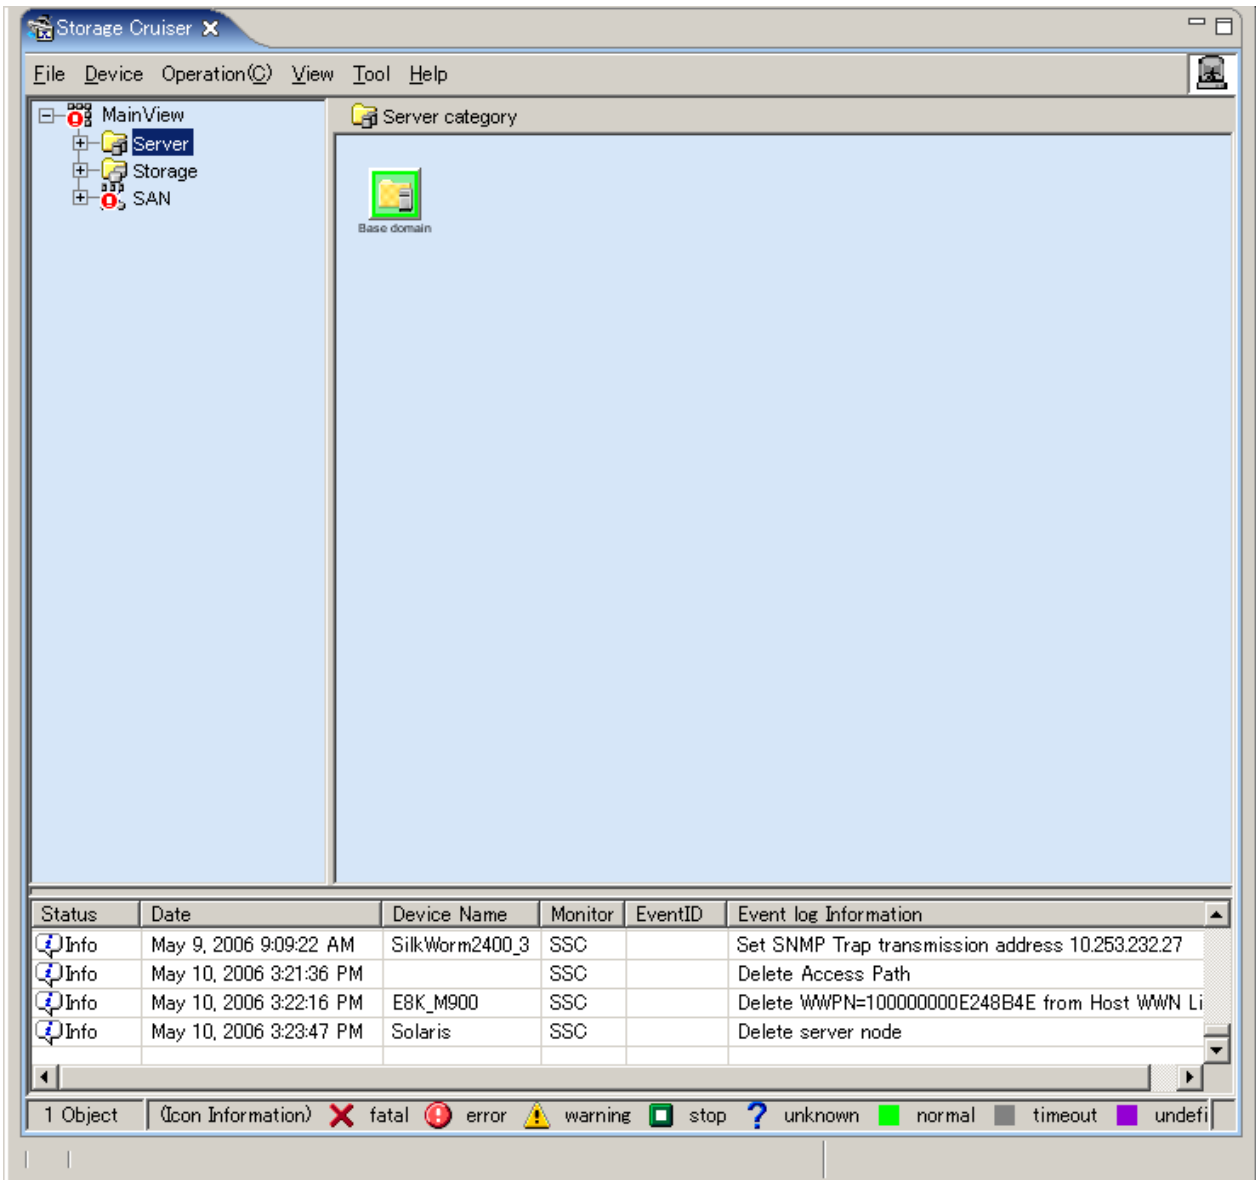 Storage Cruiser
File Device Operation(C) View Tool Help
MainView
Server
Storage
SAN
Server category
Base domain
Status Date Device Name Monitor EventID Event log Information
Info May 9, 2006 9:09:22 AM SilkWorm2400_3 SSC Set SNMP Trap transmission address 10.253.232.27
Info May 10, 2006 3:21:36 PM SSC Delete Access Path
Info May 10, 2006 3:22:16 PM E8K_M900 SSC Delete WWPN=100000000E248B4E from Host WWN Li
Info May 10, 2006 3:23:47 PM Solaris SSC Delete server node
1 Object (Icon Information) fatal error warning stop ? unknown normal timeout undefi